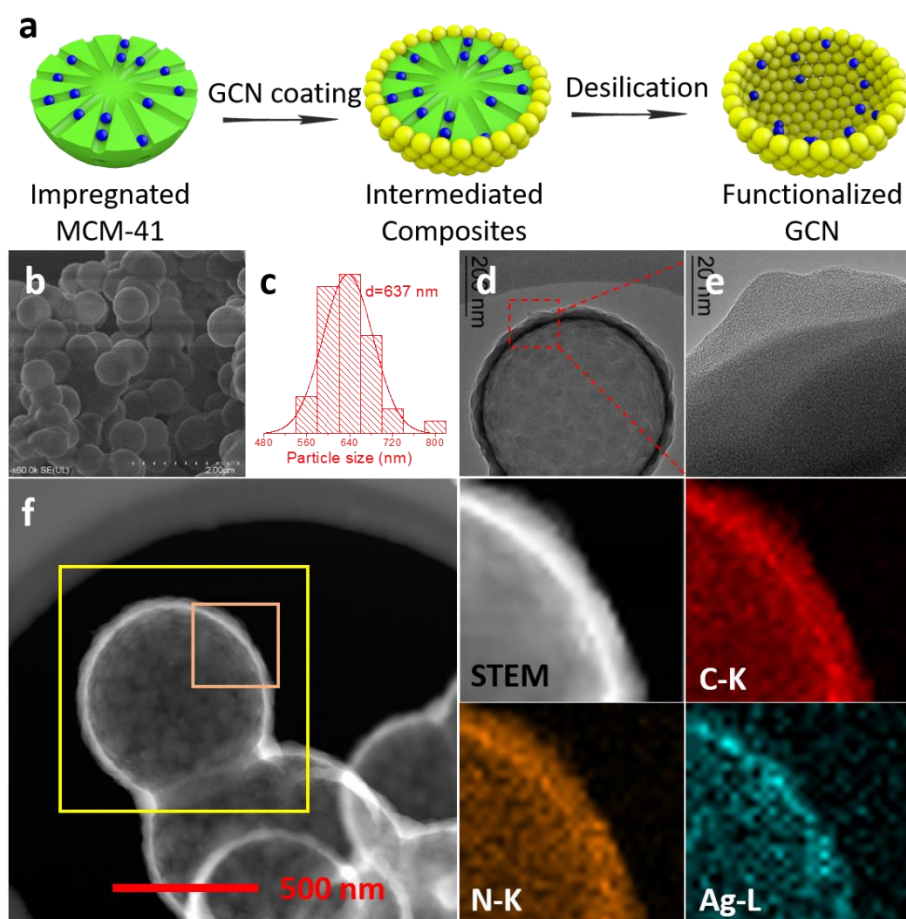 a
GCN coating
Desilication
Impregnated
MCM-41
Intermediated
Composites
Functionalized
GCN
b
-x60.0k SE(UL)
2.00μm
c
d=637 nm
480 560 640 720 800
Particle size (nm)
d
200 nm
e
20 nm
f
500 nm
STEM
C-K
N-K
Ag-L